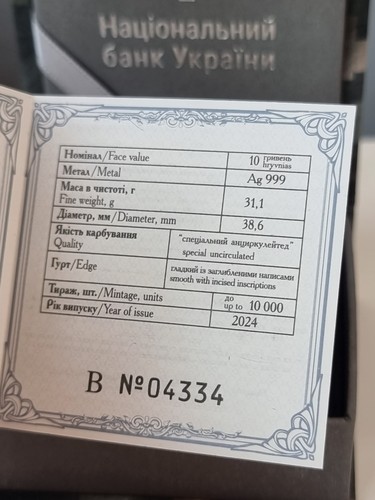 Національний
банк України
Номінал/Face value 10 гривень hryvnias
Метал/Metal Ag 999
Маса в чистоті, г
Fine weight, g 31,1
Діаметр, мм/Diameter, mm 38,6
Якість карбування "спеціальний анциркулейтед"
Quality special uncirculated
Гурт/Edge гладкий із заглибленими написами
smooth with incised inscriptions
Тираж, шт./Mintage, units до up to 10 000
Рік випуску/Year of issue 2024
В №04334